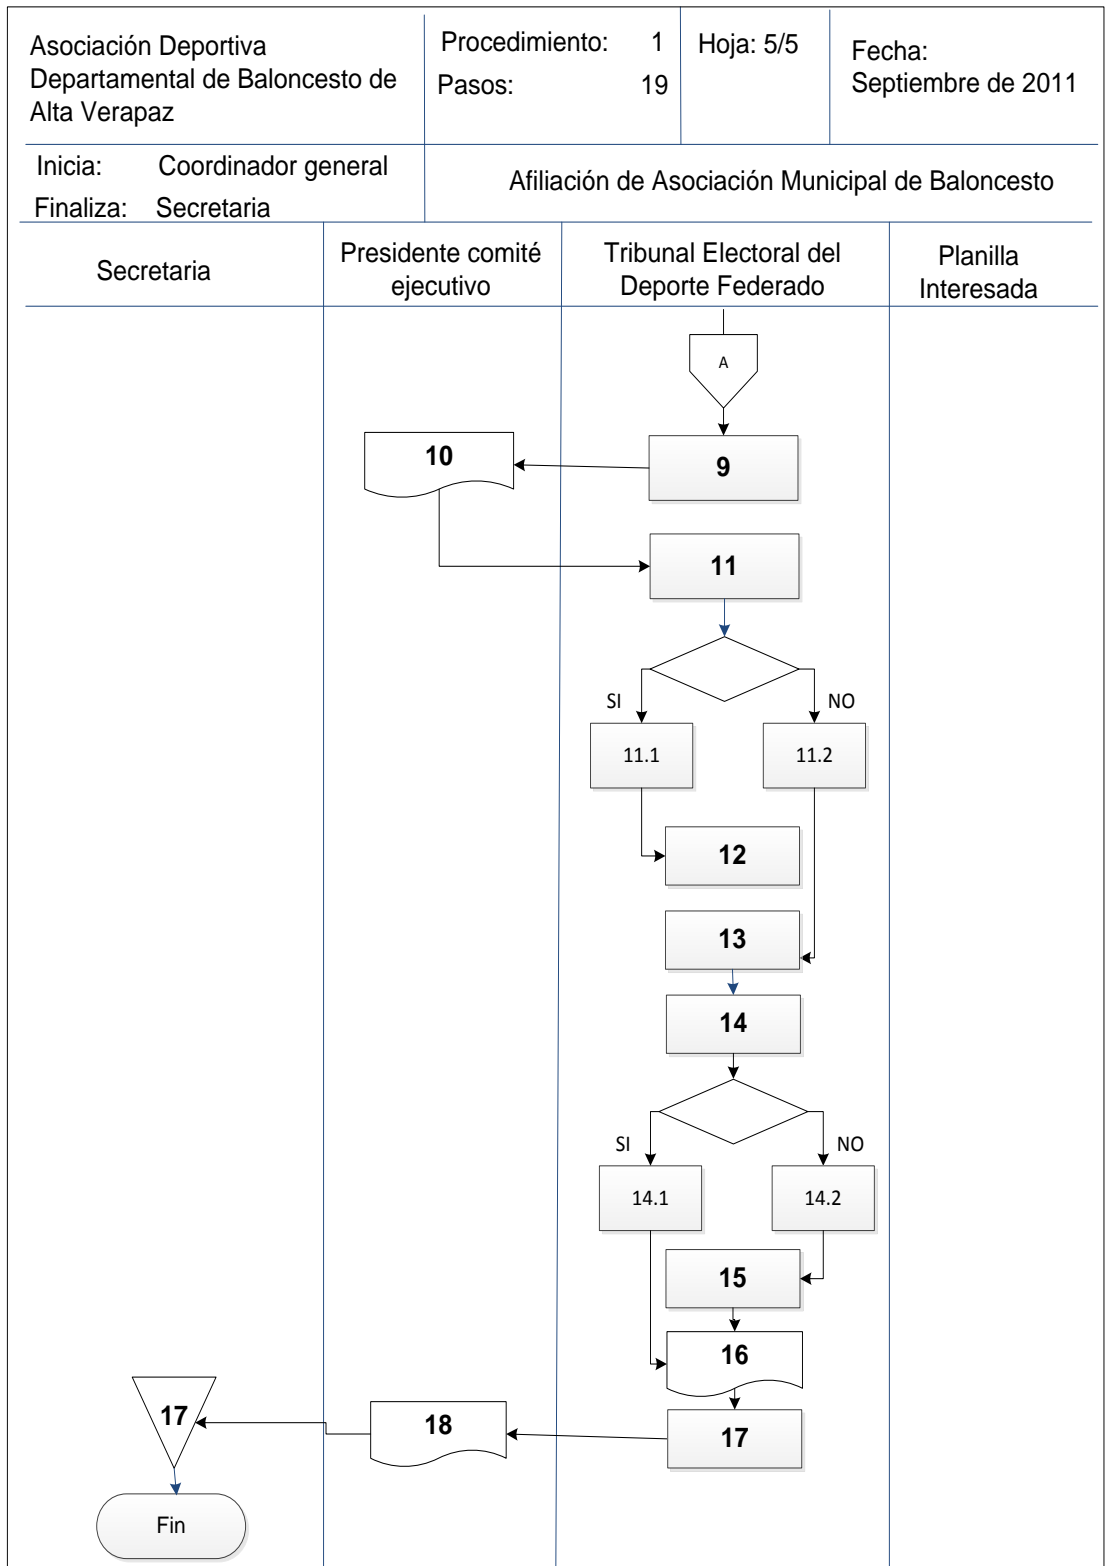 Asociación Deportiva
Departamental de Baloncesto de
Alta Verapaz
Procedimiento: 1
Pasos: 19
Hoja: 5/5
Fecha:
Septiembre de 2011
Inicia: Coordinador general
Finaliza: Secretaria
Afiliación de Asociación Municipal de Baloncesto
Secretaria
Presidente comité
ejecutivo
Tribunal Electoral del
Deporte Federado
Planilla
Interesada
A
10
9
11
SI
NO
11.1
11.2
12
13
14
SI
NO
14.1
14.2
15
16
17
18
17
Fin